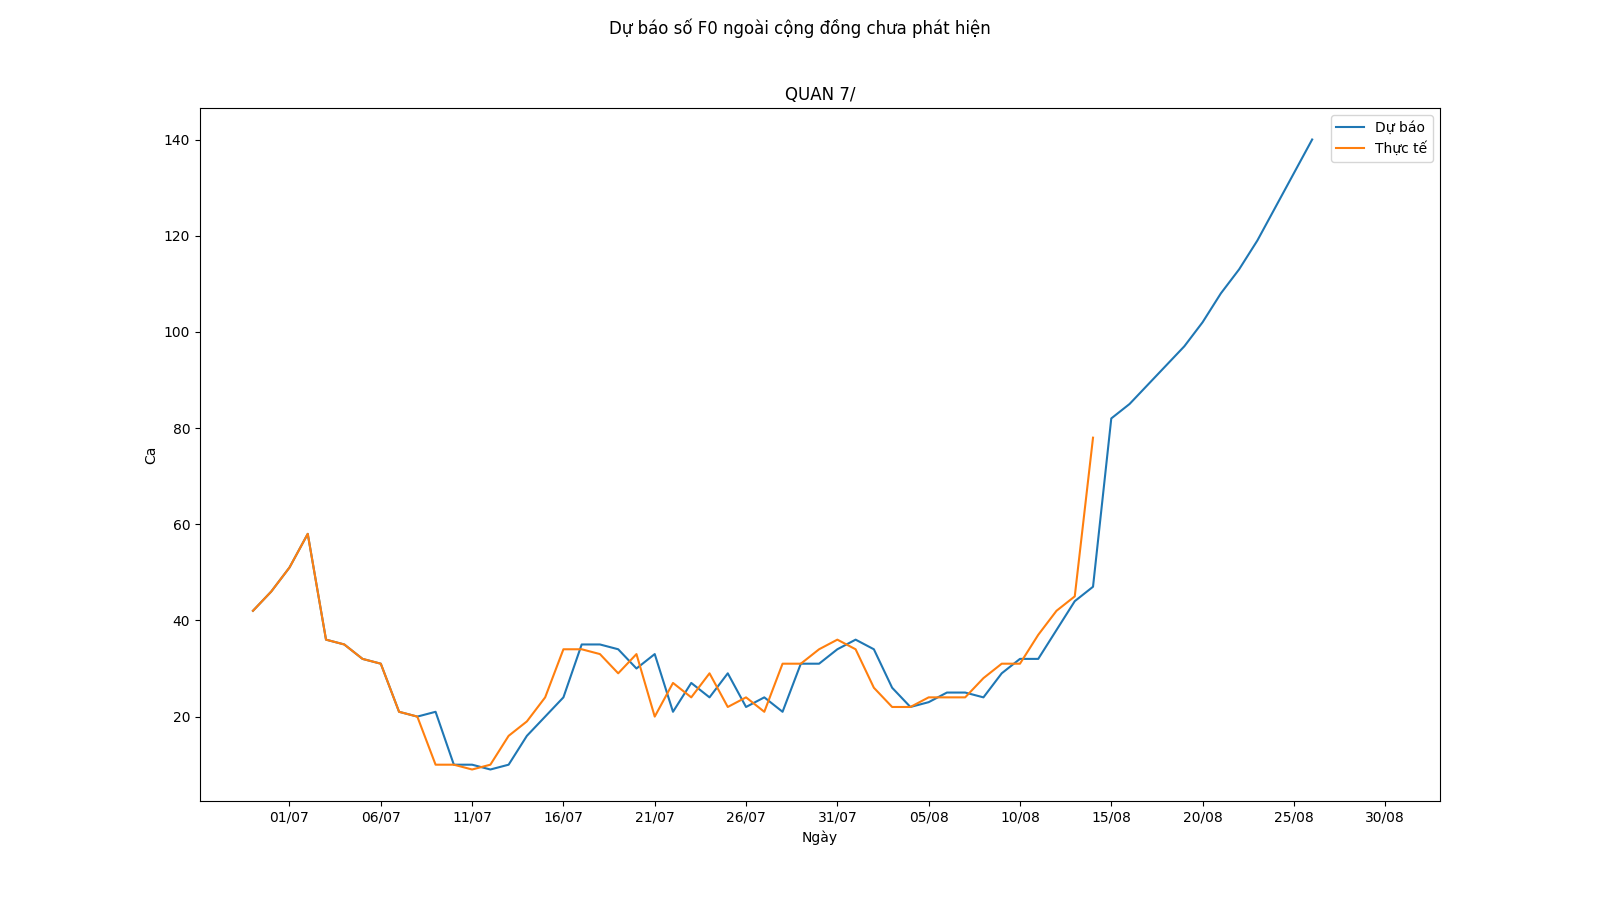 Dự báo số F0 ngoài cộng đồng chưa phát hiện
QUAN 7/
Dự báo
Thực tế
140
120
100
80
60
40
20
Ca
01/07 06/07 11/07 16/07 21/07 26/07 31/07 05/08 10/08 15/08 20/08 25/08 30/08
Ngày